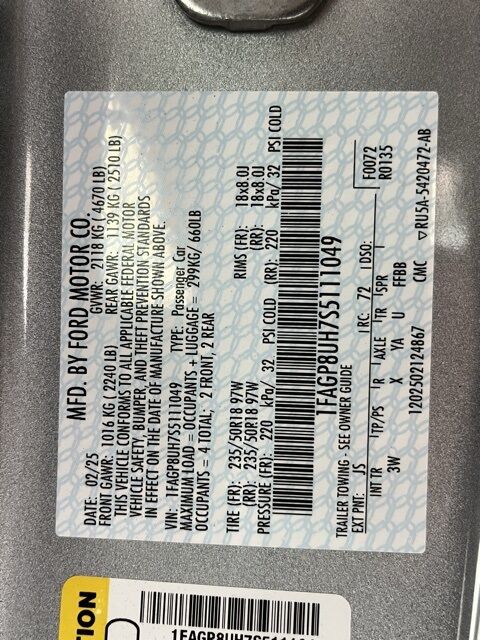 MFD. BY FORD MOTOR CO.
DATE: 02/25 GVWR: 2118 KG ( 4670 LB)
FRONT GAWR: 1016 KG ( 2240 LB) REAR GAWR: 1139 KG ( 2510 LB)
THIS VEHICLE CONFORMS TO ALL APPLICABLE FEDERAL MOTOR
VEHICLE SAFETY, BUMPER, AND THEFT PREVENTION STANDARDS
IN EFFECT ON THE DATE OF MANUFACTURE SHOWN ABOVE.
VIN: 1FAGP8UH7S5111049 TYPE: Passenger Car
MAXIMUM LOAD = OCCUPANTS + LUGGAGE = 299KG/ 660LB
OCCUPANTS = 4 TOTAL; 2 FRONT, 2 REAR
TIRE (FR): 235/50R18 97W RIMS (FR): 18x8.0J
(RR): 235/50R18 97W (RR): 18x8.0J
PRESSURE (FR): 220 kPa/ 32 PSI COLD (RR): 220 kPa/ 32 PSI COLD
1FAGP8UH7S5111049
TRAILER TOWING - SEE OWNER GUIDE F0072
EXT PNT: JS RC: 72 DSO: R0135
INT TR TP/PS R AXLE TR SPR
3W X YA U FFBB
1202502124867 CMC ▽RU5A-5420472-AB
TION